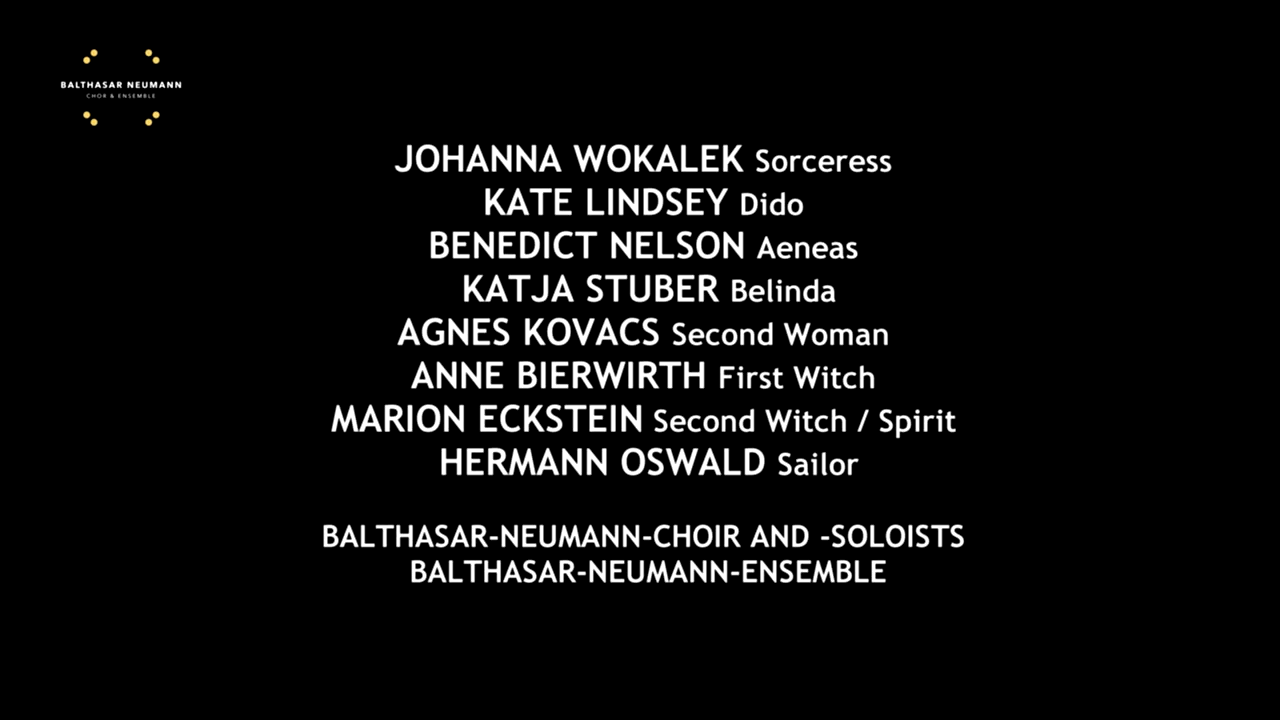 BALTHASAR NEUMANN
CHOR & ENSEMBLE
JOHANNA WOKALEK Sorceress
KATE LINDSEY Dido
BENEDICT NELSON Aeneas
KATJA STUBER Belinda
AGNES KOVACS Second Woman
ANNE BIERWIRTH First Witch
MARION ECKSTEIN Second Witch / Spirit
HERMANN OSWALD Sailor
BALTHASAR-NEUMANN-CHOIR AND -SOLOISTS
BALTHASAR-NEUMANN-ENSEMBLE